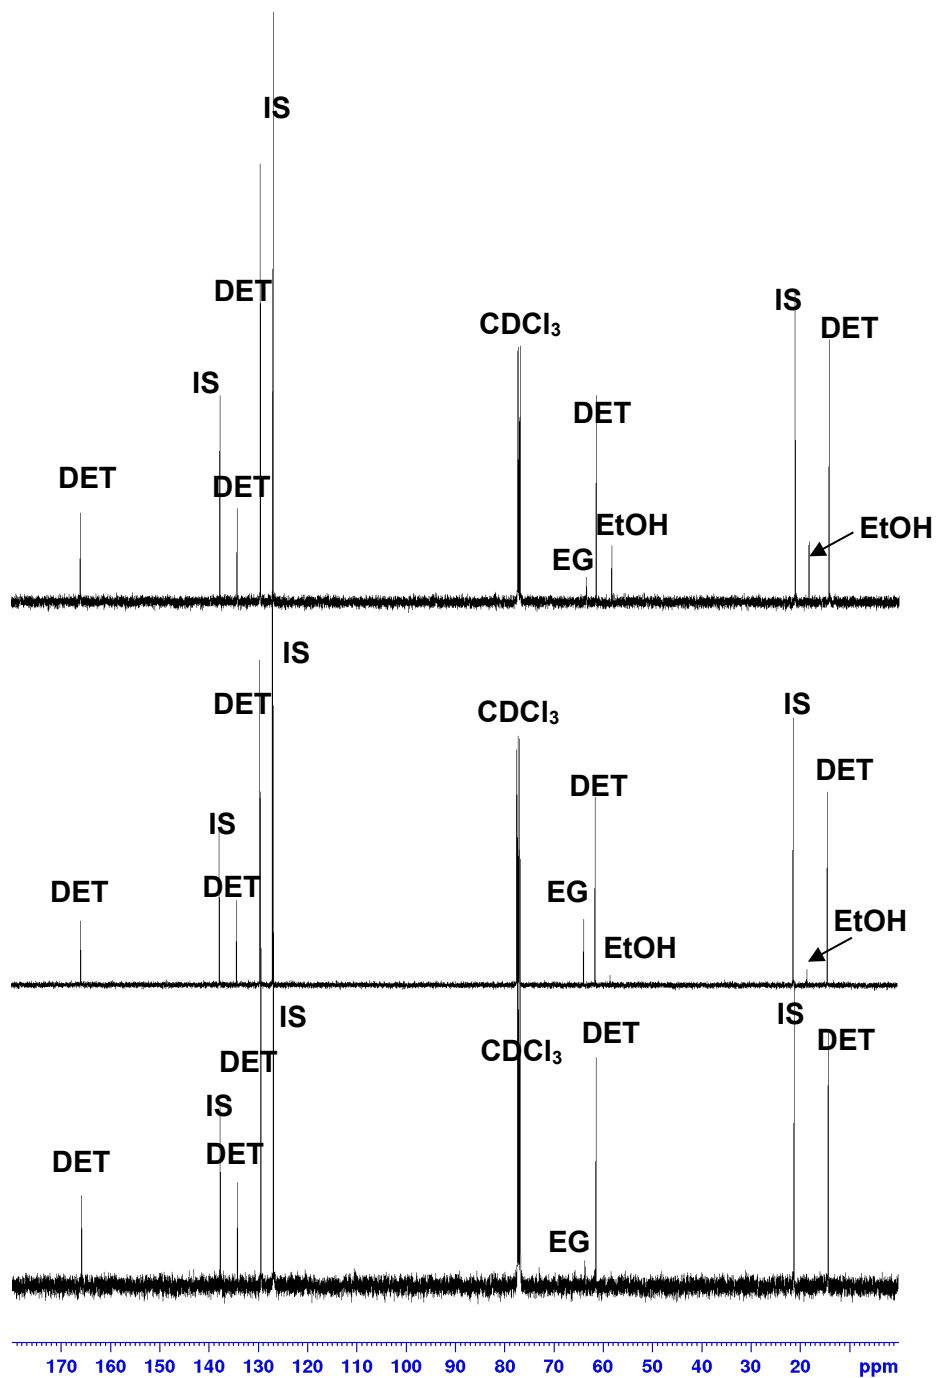 IS
DET
IS
CDCl₃
DET
IS
DET
DET
DET
EtOH
EtOH
EG
IS
DET
CDCl₃
IS
DET
DET
IS
DET
DET
EG
EtOH
EtOH
IS
IS
DET
DET
CDCl₃
DET
IS
DET
DET
EG
170 160 150 140 130 120 110 100 90 80 70 60 50 40 30 20 ppm